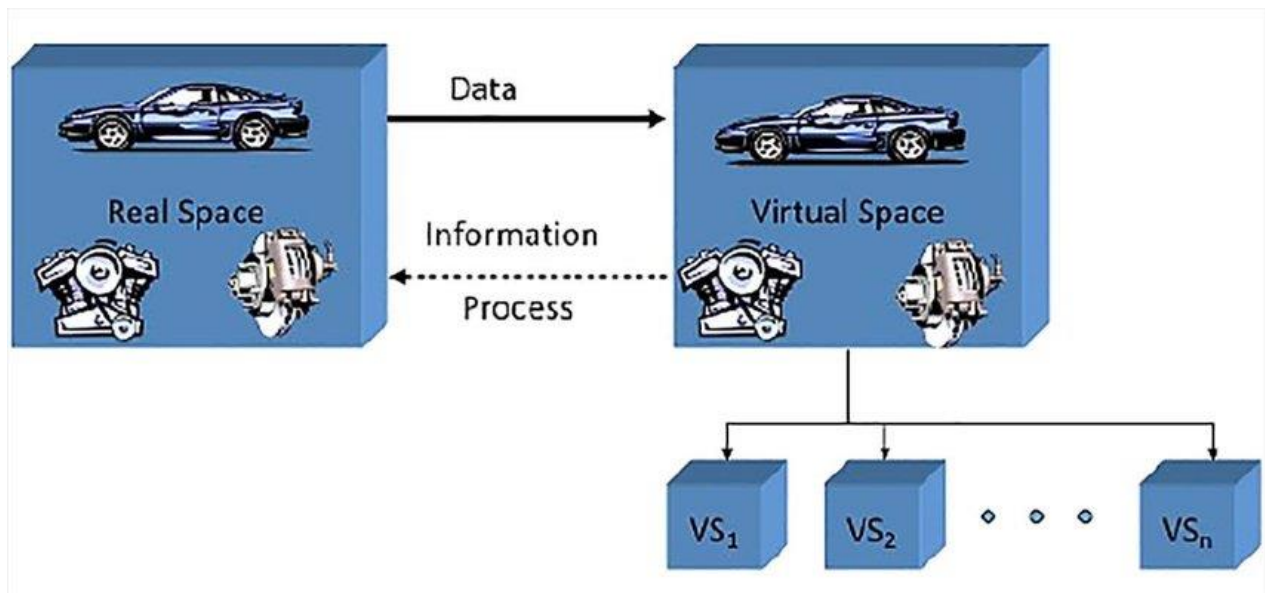 Data
Real Space
Virtual Space
Information
Process
VS₁
VS₂
VSₙ